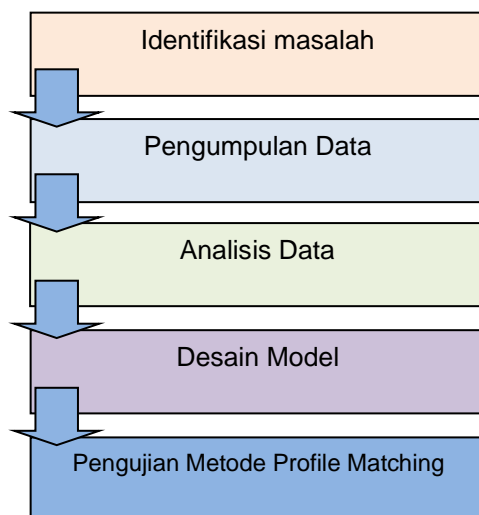 Identifikasi masalah
Pengumpulan Data
Analisis Data
Desain Model
Pengujian Metode Profile Matching